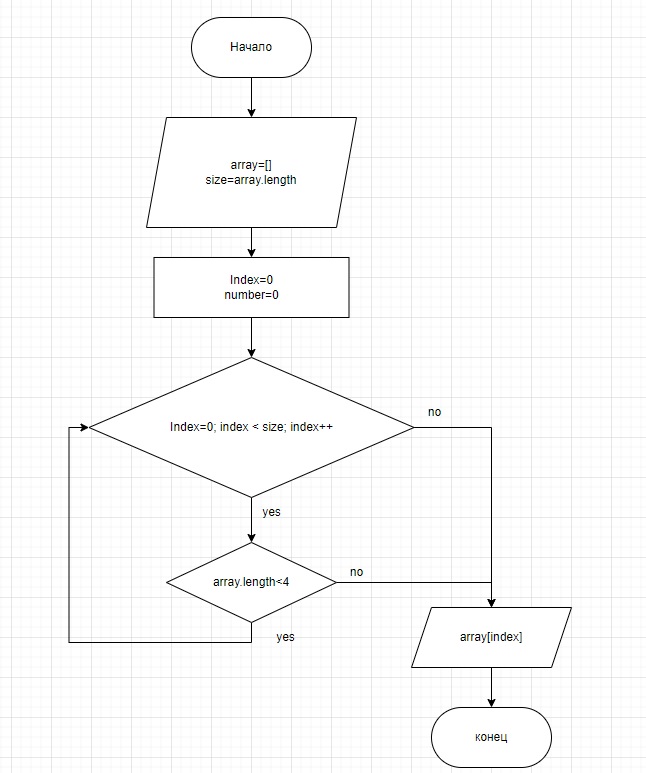 Начало
array=[]
size=array.length
Index=0
number=0
no
Index=0; index < size; index++
yes
no
array.length<4
yes
array[index]
конец